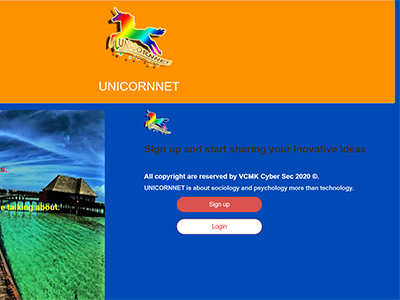 UNICORNNET
UNICORNNET
Sign up and start sharing your Inovative Ideas
s,
All copyright are reserved by VCMK Cyber Sec 2020 ©.
UNICORNNET is about sociology and psychology more than technology.
e talking about.
Sign up
Login